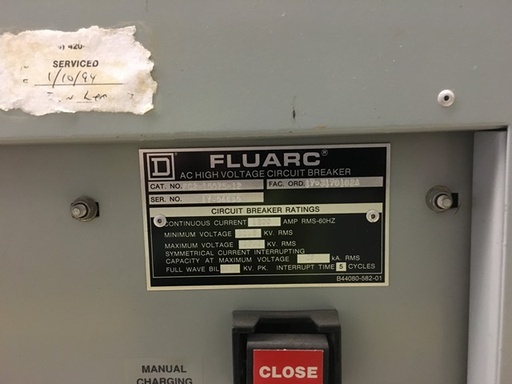 SERVICED
1/10/94
D
FLUARC®
AC HIGH VOLTAGE CIRCUIT BREAKER
CAT. NO. FAC. ORD.
SER. NO.
CIRCUIT BREAKER RATINGS
CONTINUOUS CURRENT AMP RMS-60HZ
MINIMUM VOLTAGE KV. RMS
MAXIMUM VOLTAGE KV. RMS
SYMMETRICAL CURRENT INTERRUPTING
CAPACITY AT MAXIMUM VOLTAGE kA. RMS
FULL WAVE BIL KV. PK. INTERRUPT TIME 5 CYCLES
B44080-582-01
CLOSE
MANUAL
CHARGING